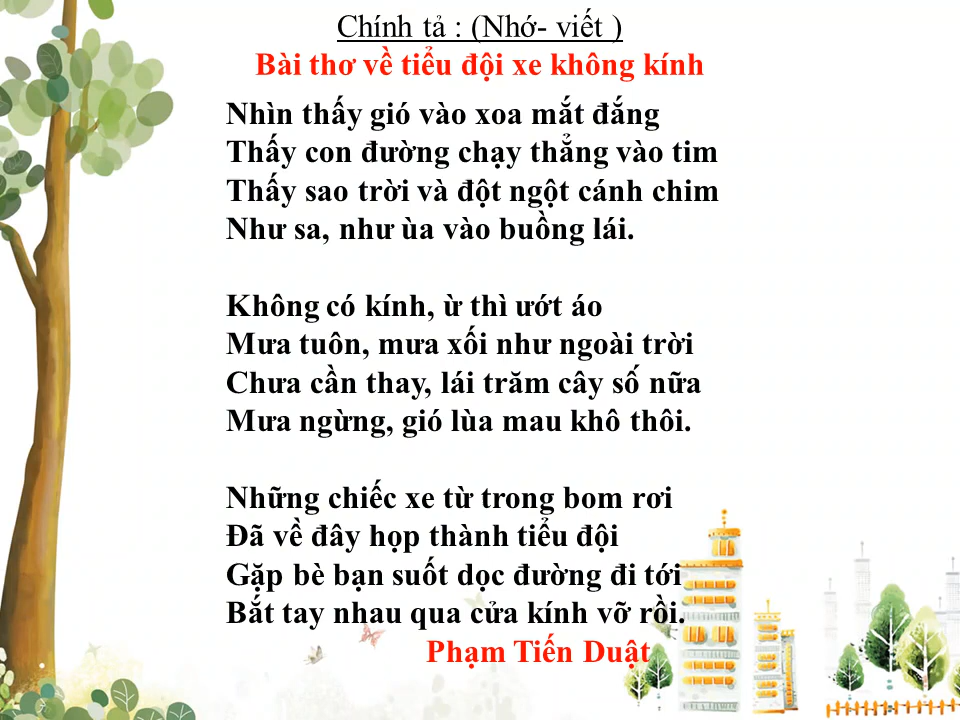 Chính tả : (Nhớ- viết )
Bài thơ về tiểu đội xe không kính
Nhìn thấy gió vào xoa mắt đắng
Thấy con đường chạy thẳng vào tim
Thấy sao trời và đột ngột cánh chim
Như sa, như ùa vào buồng lái.
Không có kính, ừ thì ướt áo
Mưa tuôn, mưa xối như ngoài trời
Chưa cần thay, lái trăm cây số nữa
Mưa ngừng, gió lùa mau khô thôi.
Những chiếc xe từ trong bom rơi
Đã về đây họp thành tiểu đội
Gặp bè bạn suốt dọc đường đi tới
Bắt tay nhau qua cửa kính vỡ rồi.
Phạm Tiến Duật